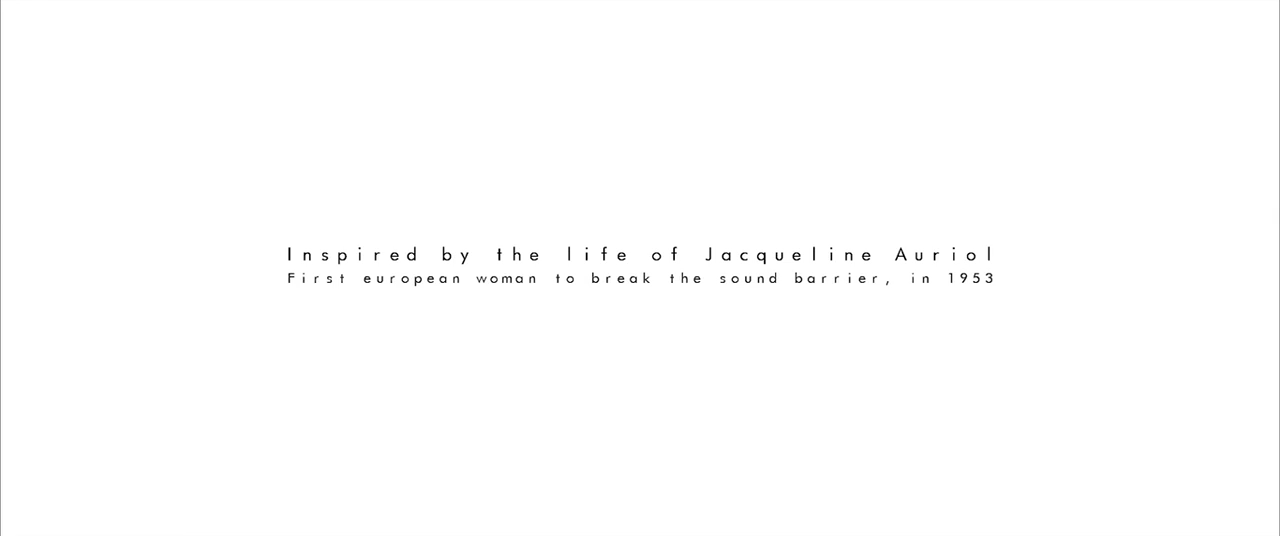 Inspired by the life of Jacqueline Auriol
First european woman to break the sound barrier, in 1953